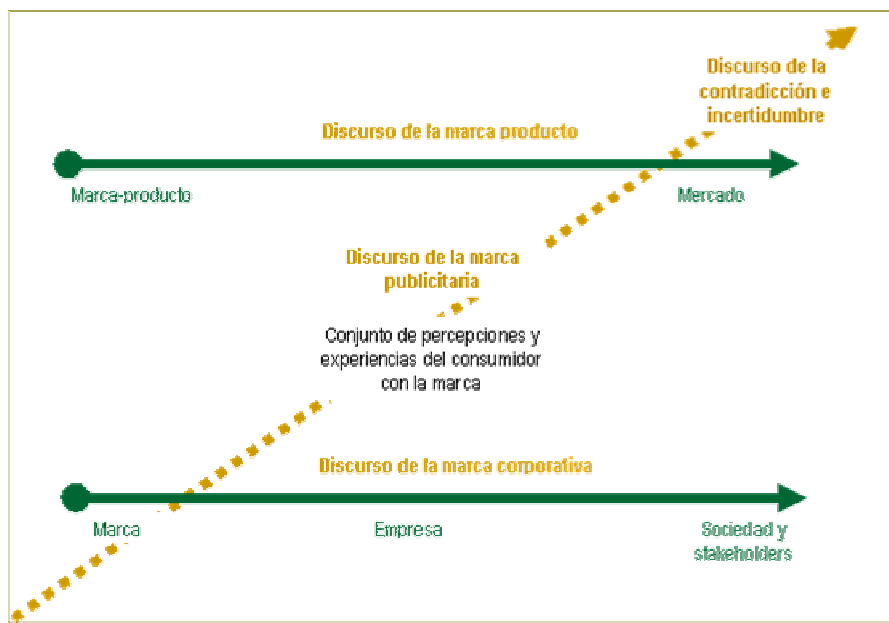 Discurso de la
contradicción e
incertidumbre
Discurso de la marca producto
Marca-producto
Mercado
Discurso de la marca
publicitaria
Conjunto de percepciones y
experiencias del consumidor
con la marca
Discurso de la marca corporativa
Marca
Empresa
Sociedad y
stakeholders